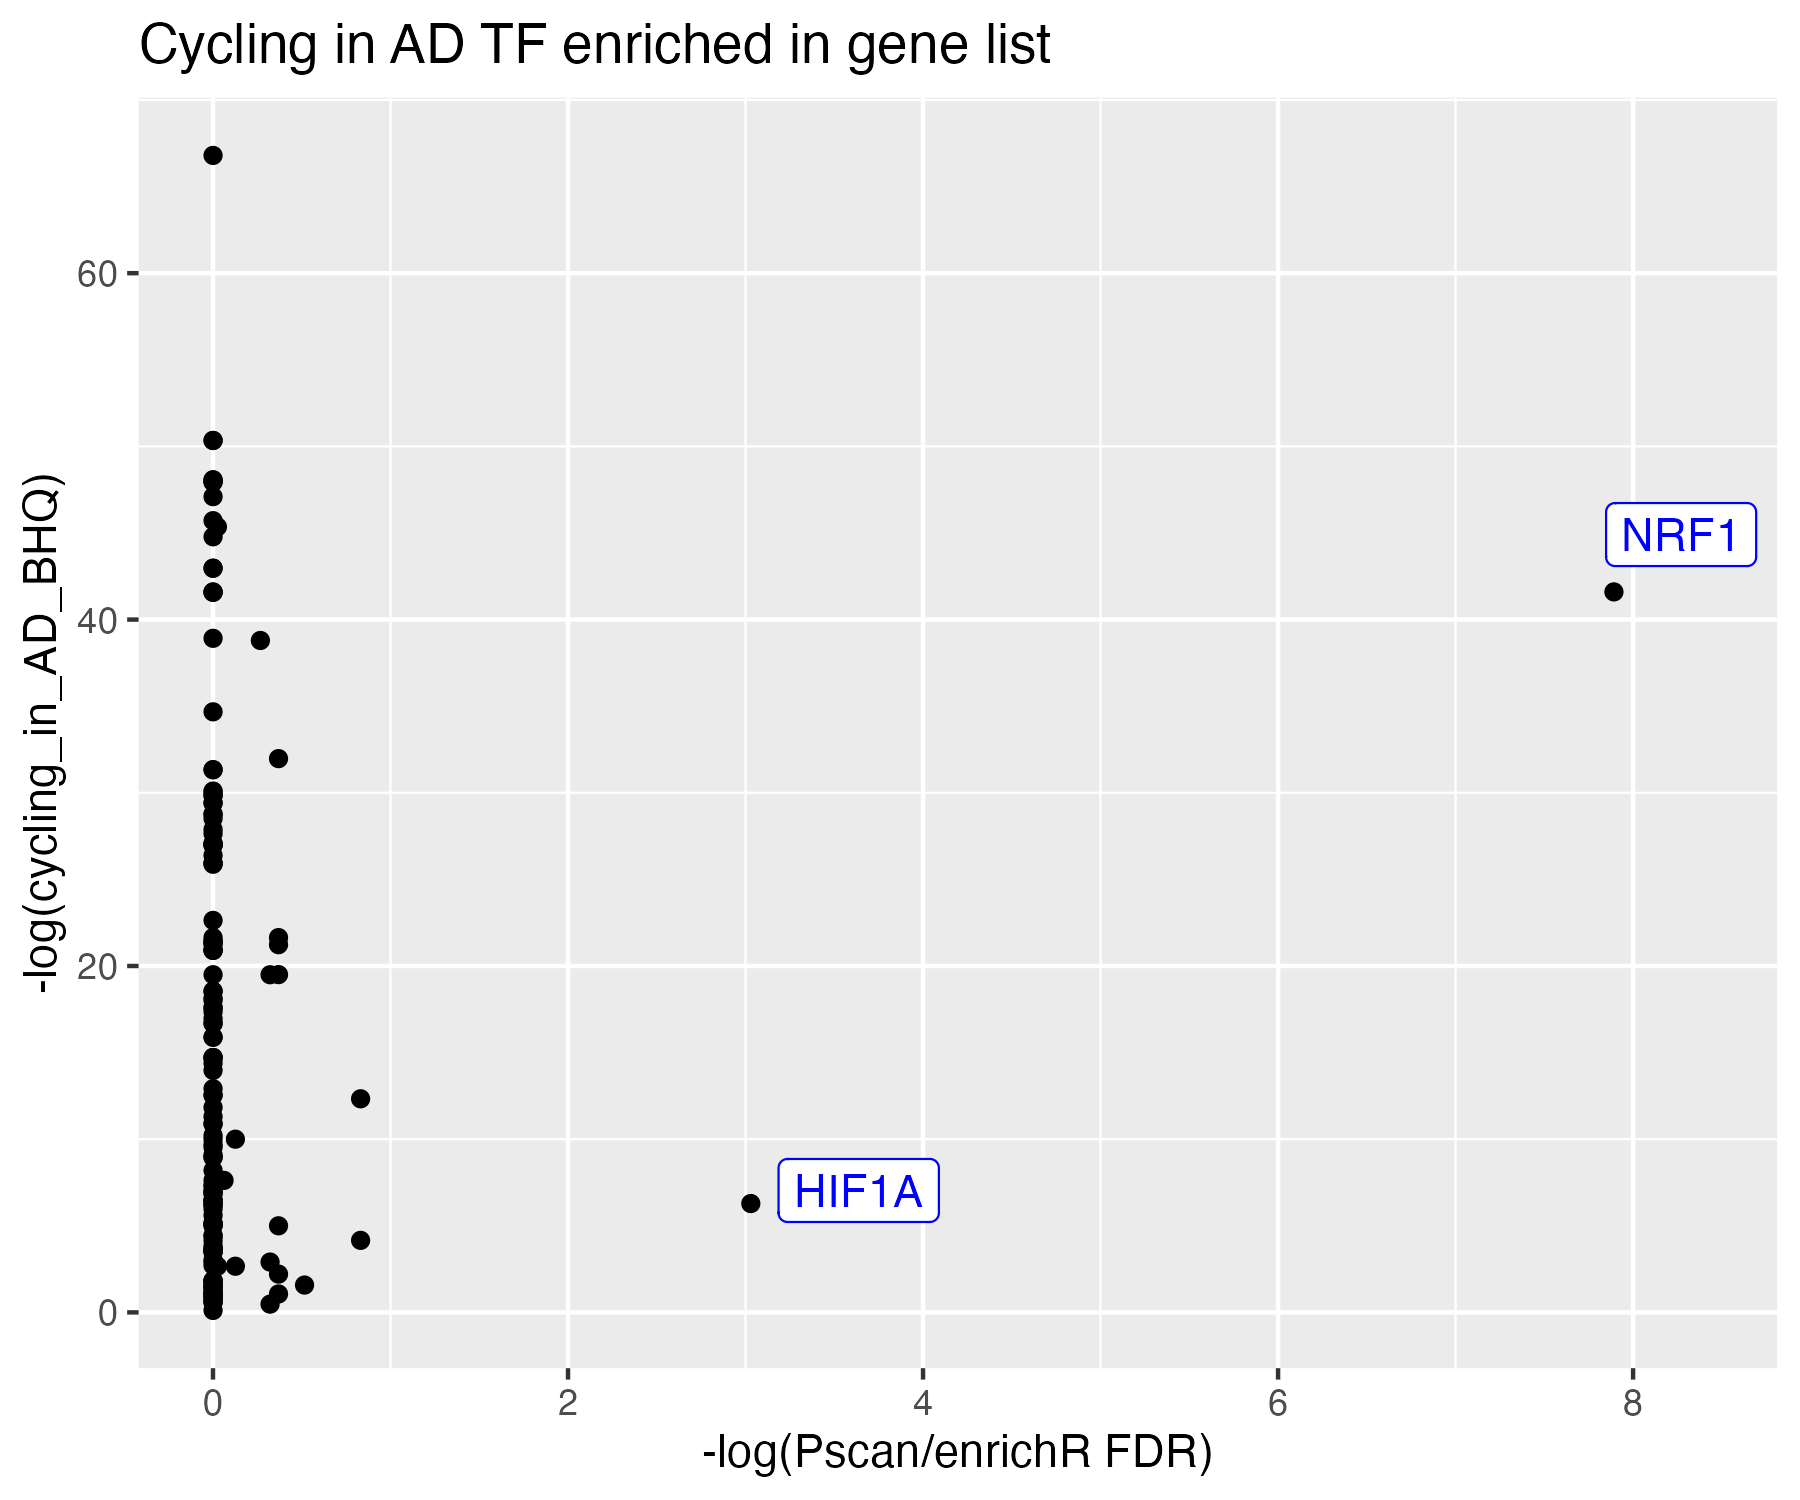 Cycling in AD TF enriched in gene list
-log(cycling_in_AD_BHQ)
60
40
20
0
NRF1
HIF1A
0 2 4 6 8
-log(Pscan/enrichR FDR)